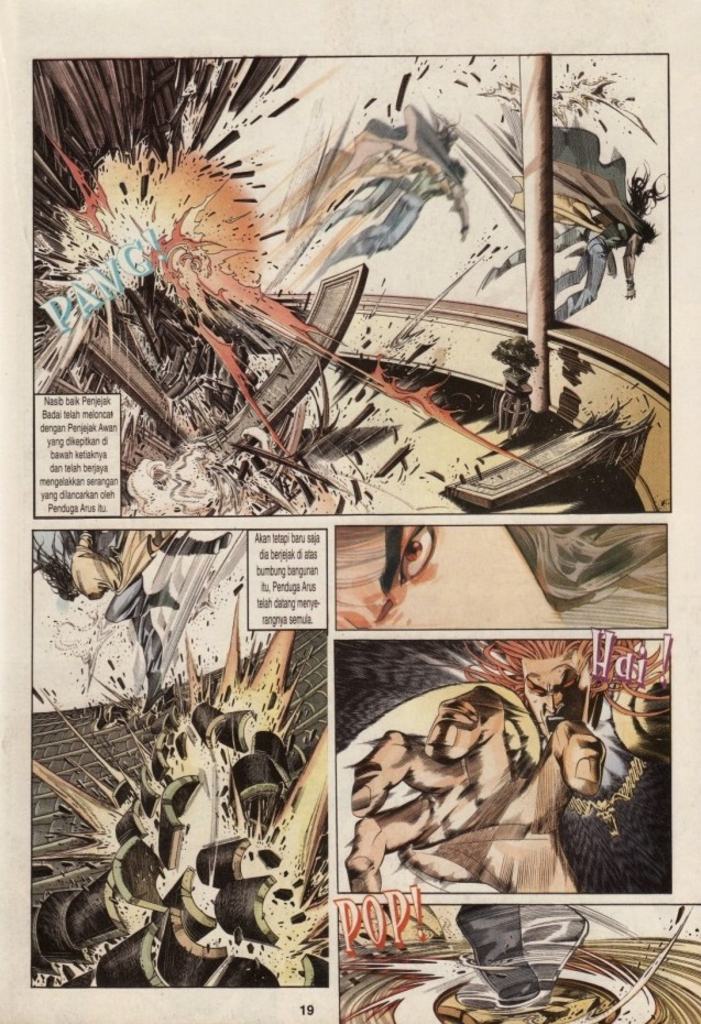 PANG!
Nasib baik Penjejak
Badai telah meloncat
dengan Penjejak Awan
yang dikepitkan di
bawah ketiaknya
dan telah berjaya
mengelakkan serangan
yang dilancarkan oleh
Penduga Arus itu.
Akan tetapi baru saja
dia berjejak di atas
bumbung bangunan
itu, Penduga Arus
telah datang menye-
rangnya semula.
Hai!
POP!
19